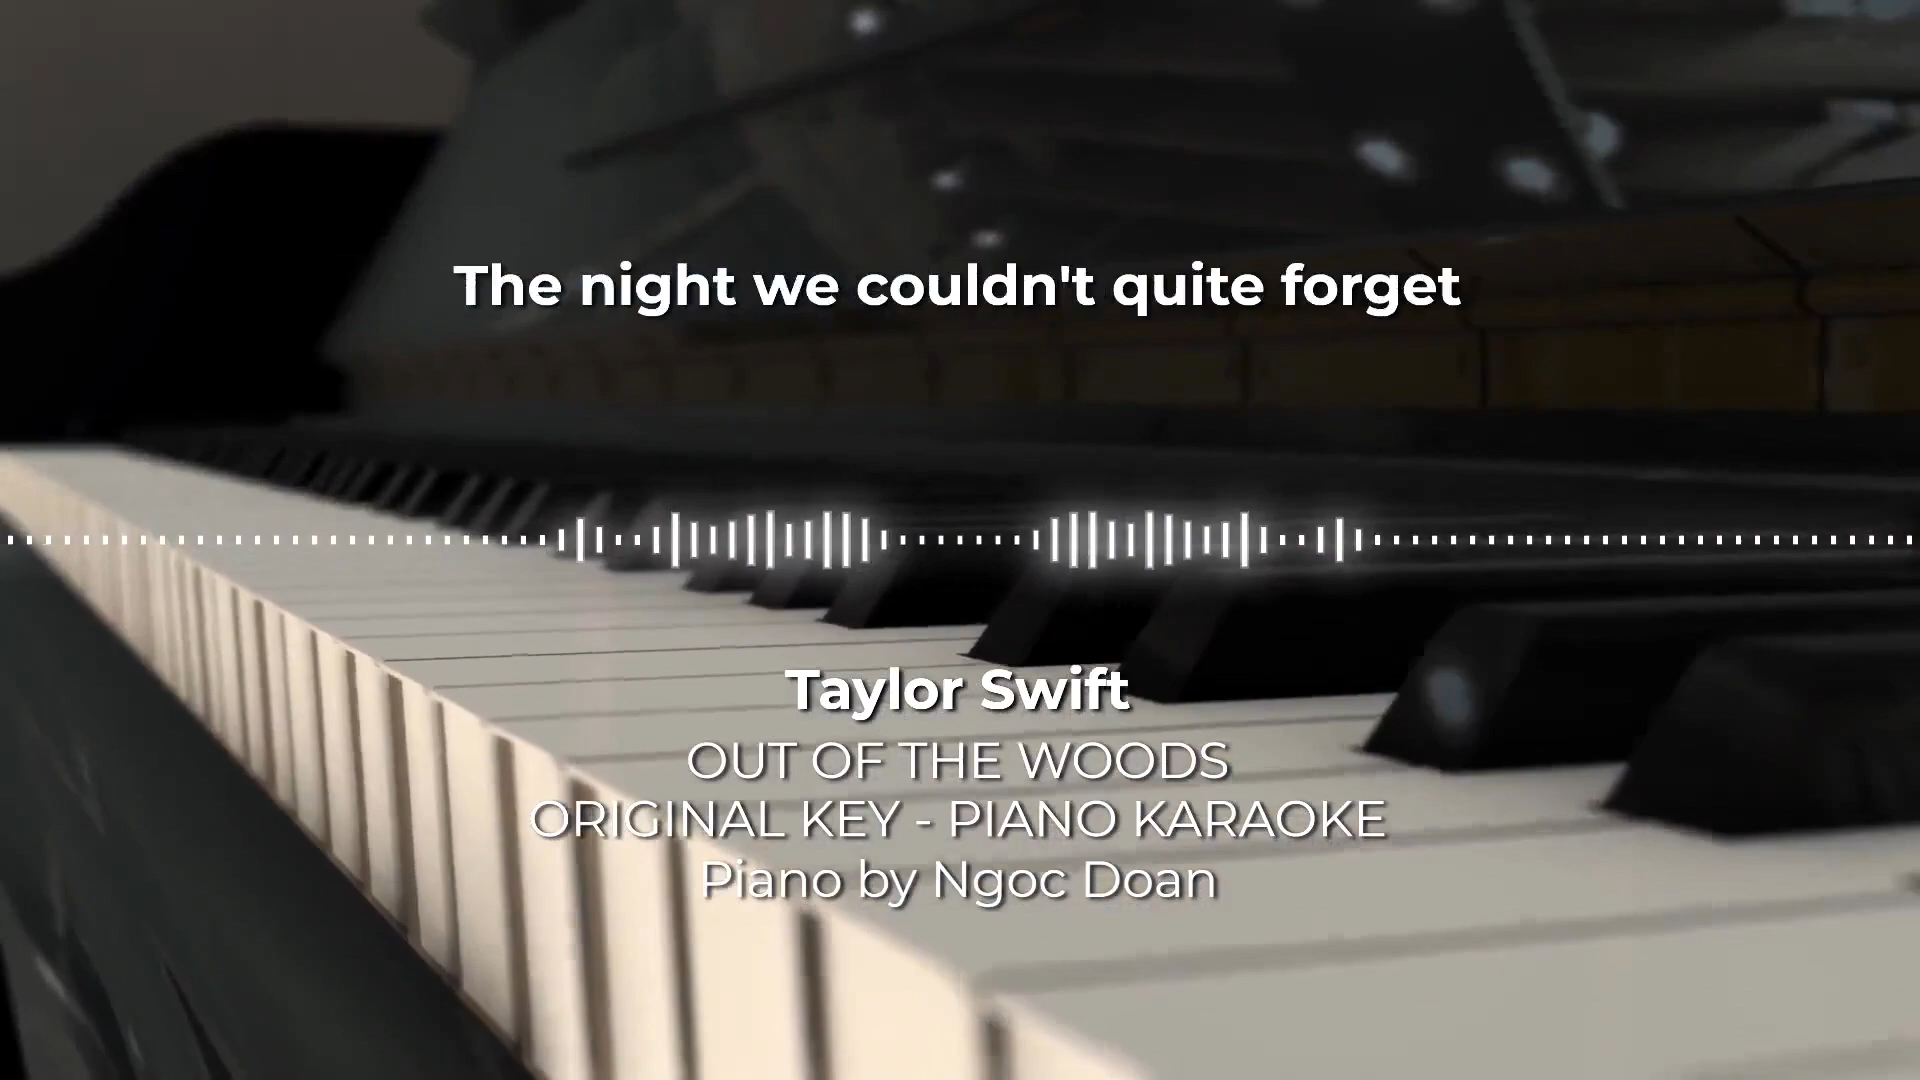 The night we couldn't quite forget
Taylor Swift
OUT OF THE WOODS
ORIGINAL KEY - PIANO KARAOKE
Piano by Ngoc Doan